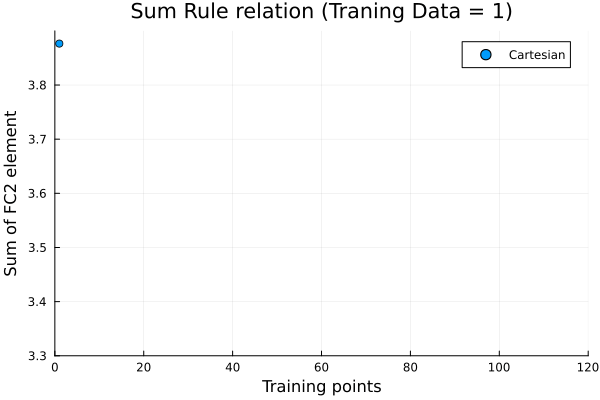 Sum Rule relation (Traning Data = 1)
Cartesian
Sum of FC2 element
3.8
3.7
3.6
3.5
3.4
3.3
0 20 40 60 80 100 120
Training points